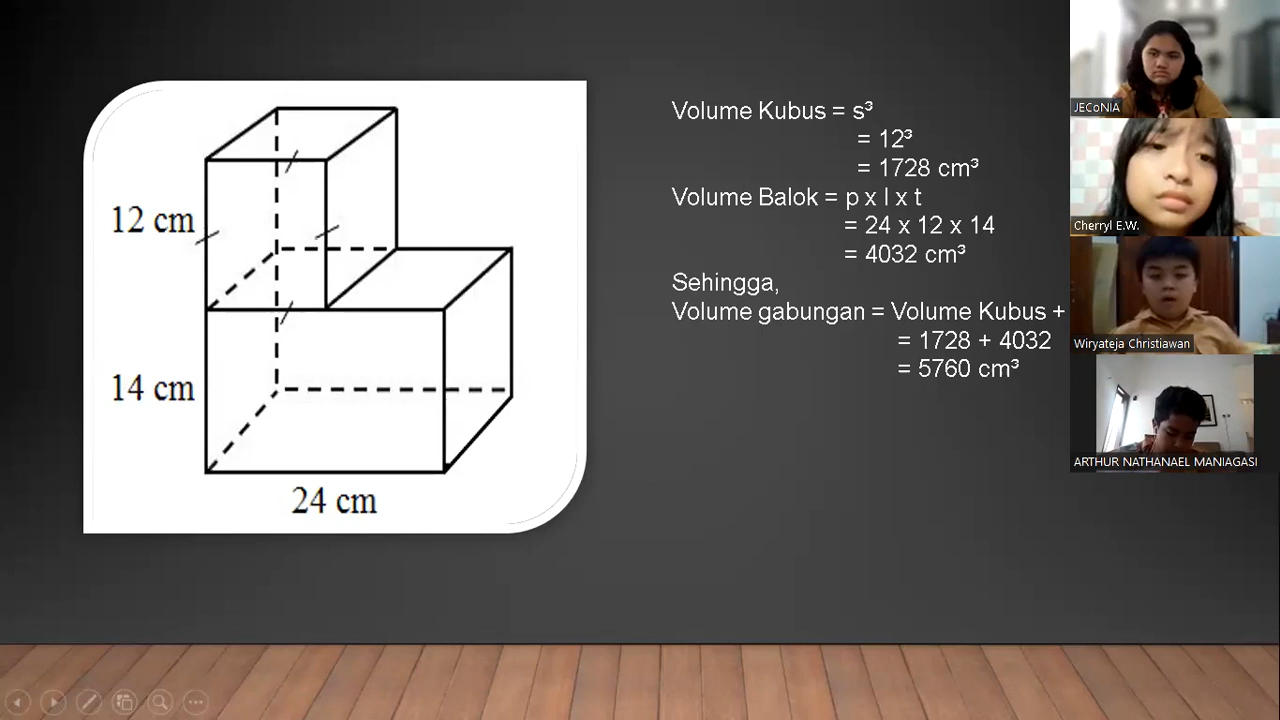 12 cm
14 cm
24 cm
Volume Kubus = s³
= 12³
= 1728 cm³
Volume Balok = p x l x t
= 24 x 12 x 14
= 4032 cm³
Sehingga,
Volume gabungan = Volume Kubus +
= 1728 + 4032
= 5760 cm³
JECoNIA
Cherryl E.W.
Wiryateja Christiawan
ARTHUR NATHANAEL MANIAGASI